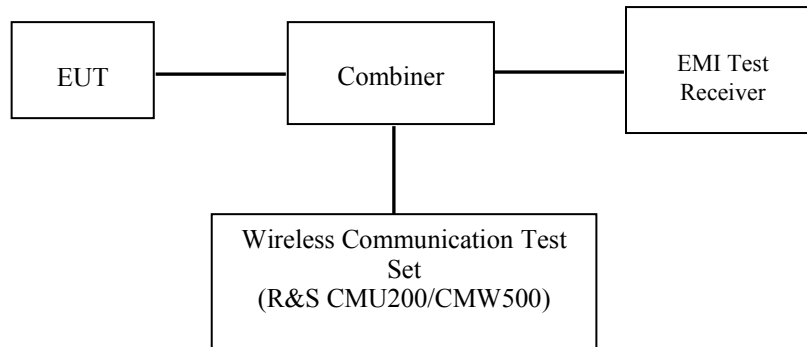 EUT
Combiner
EMI Test
Receiver
Wireless Communication Test
Set
(R&S CMU200/CMW500)